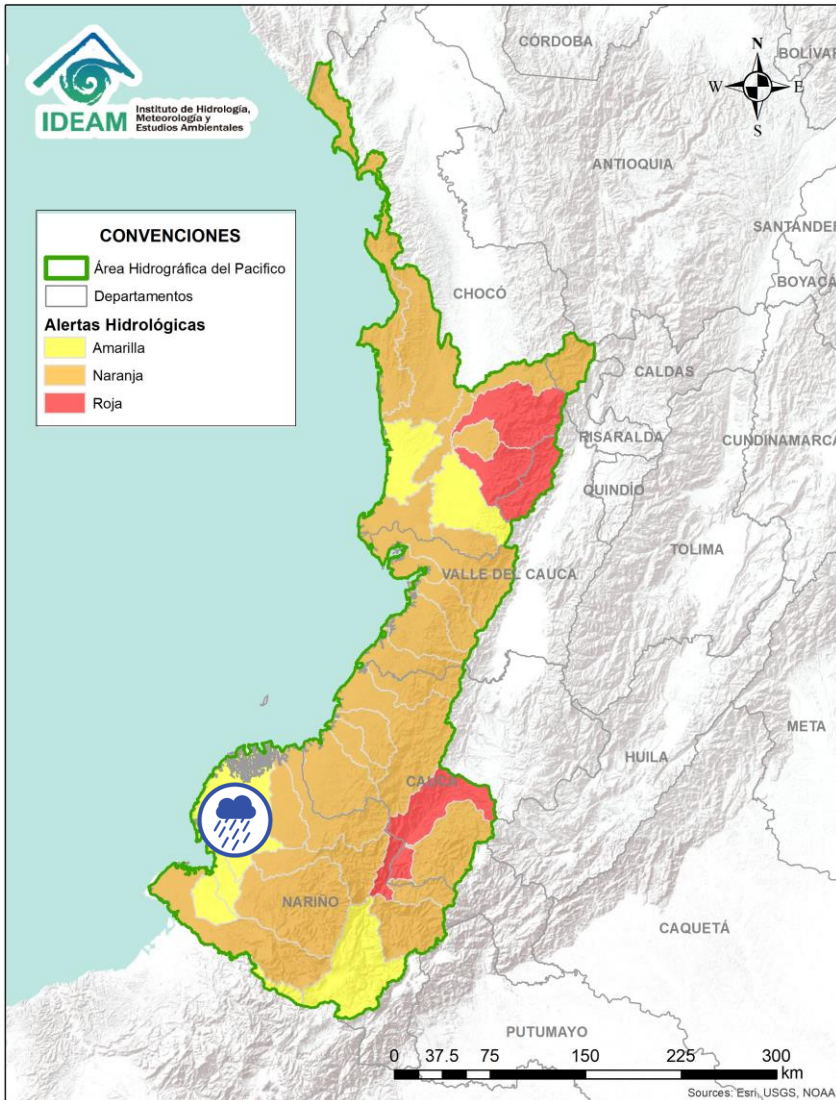 IDEAM
Instituto de Hidrología,
Meteorología y
Estudios Ambientales
CÓRDOBA
BOLÍVAR
N
W
E
S
ANTIOQUIA
SANTANDER
BOYACÁ
CONVENCIONES
Área Hidrográfica del Pacifico
Departamentos
Alertas Hidrológicas
Amarilla
Naranja
Roja
CHOCÓ
CALDAS
RISARALDA
CUNDINAMARCA
QUINDÍO
TOLIMA
VALLE DEL CAUCA
META
HUILA
CAUCA
NARIÑO
CAQUETÁ
PUTUMAYO
0 37.5 75 150 225 300
km
Sources: Esri, USGS, NOAA